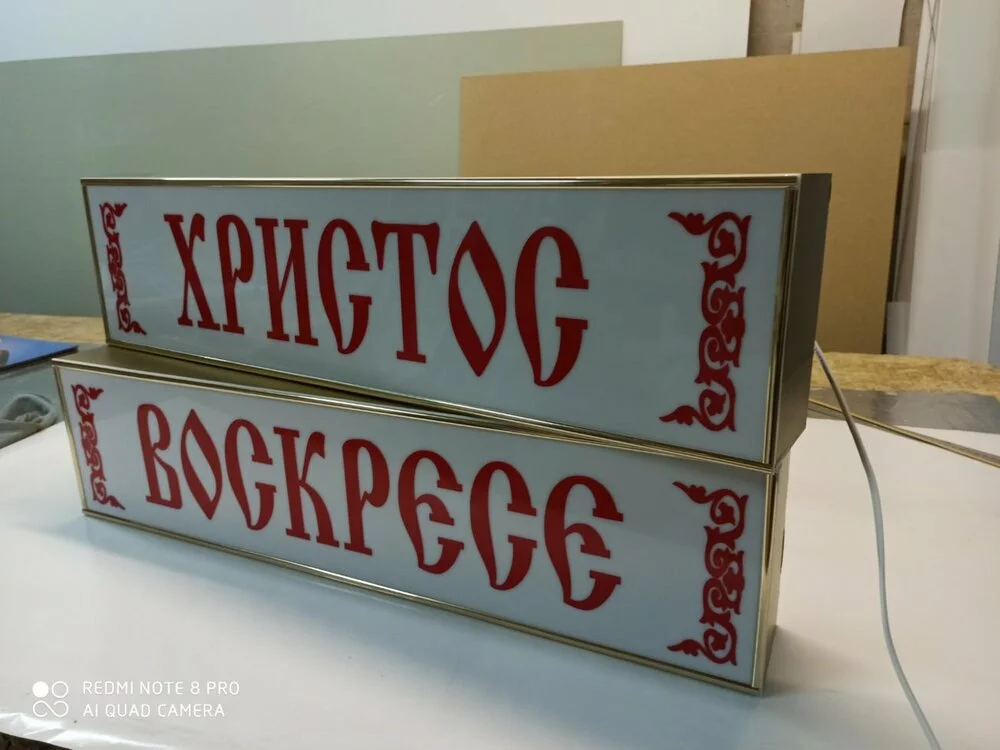 ХРИСТОС
ВОСКРЕСЕ
REDMI NOTE 8 PRO
AI QUAD CAMERA